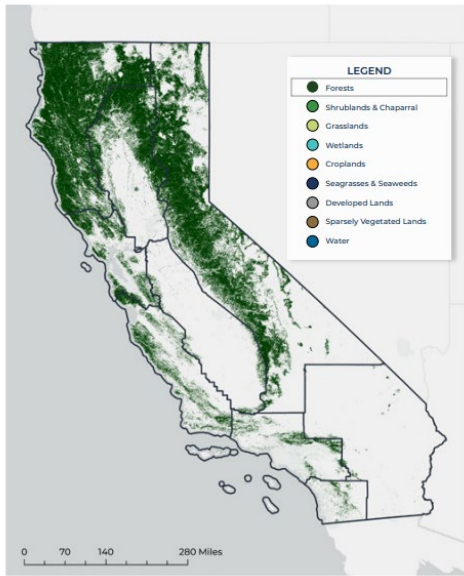 LEGEND
Forests
Shrublands & Chaparral
Grasslands
Wetlands
Croplands
Seagrasses & Seaweeds
Developed Lands
Sparsely Vegetated Lands
Water
0 70 140 280 Miles